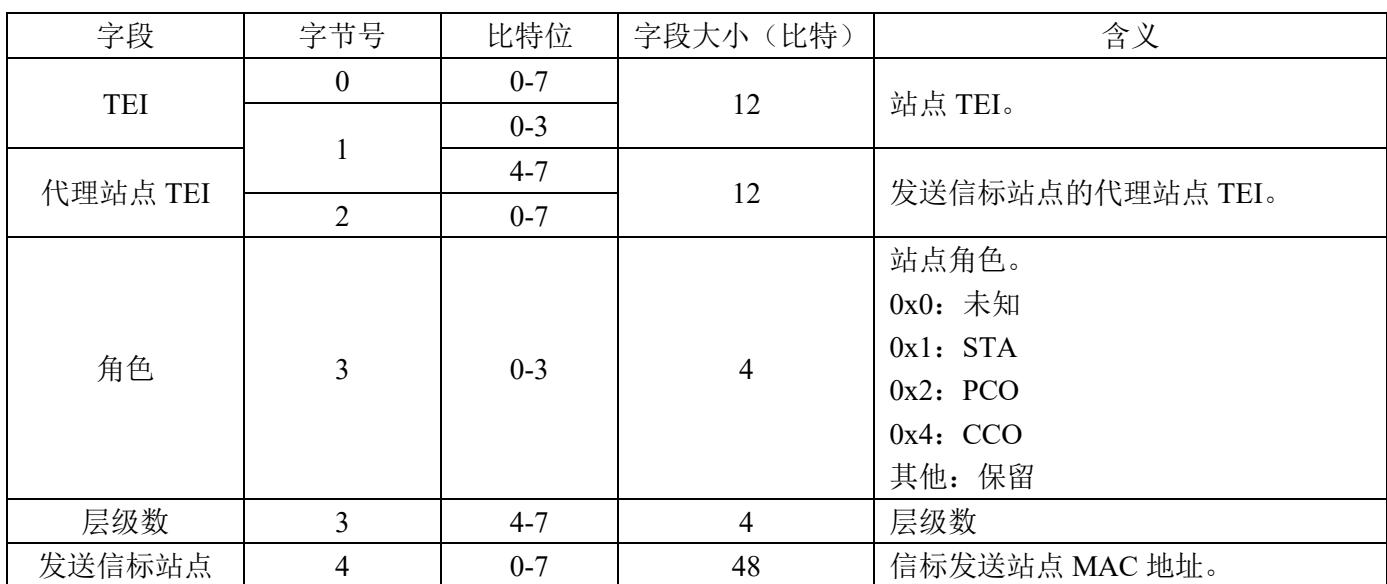 字段 字节号 比特位 字段大小（比特） 含义
TEI 0 0-7 12 站点 TEI。
1 0-3
代理站点 TEI 4-7 12 发送信标站点的代理站点 TEI。
2 0-7
角色 3 0-3 4 站点角色。
0x0：未知
0x1：STA
0x2：PCO
0x4：CCO
其他：保留
层级数 3 4-7 4 层级数
发送信标站点 4 0-7 48 信标发送站点 MAC 地址。